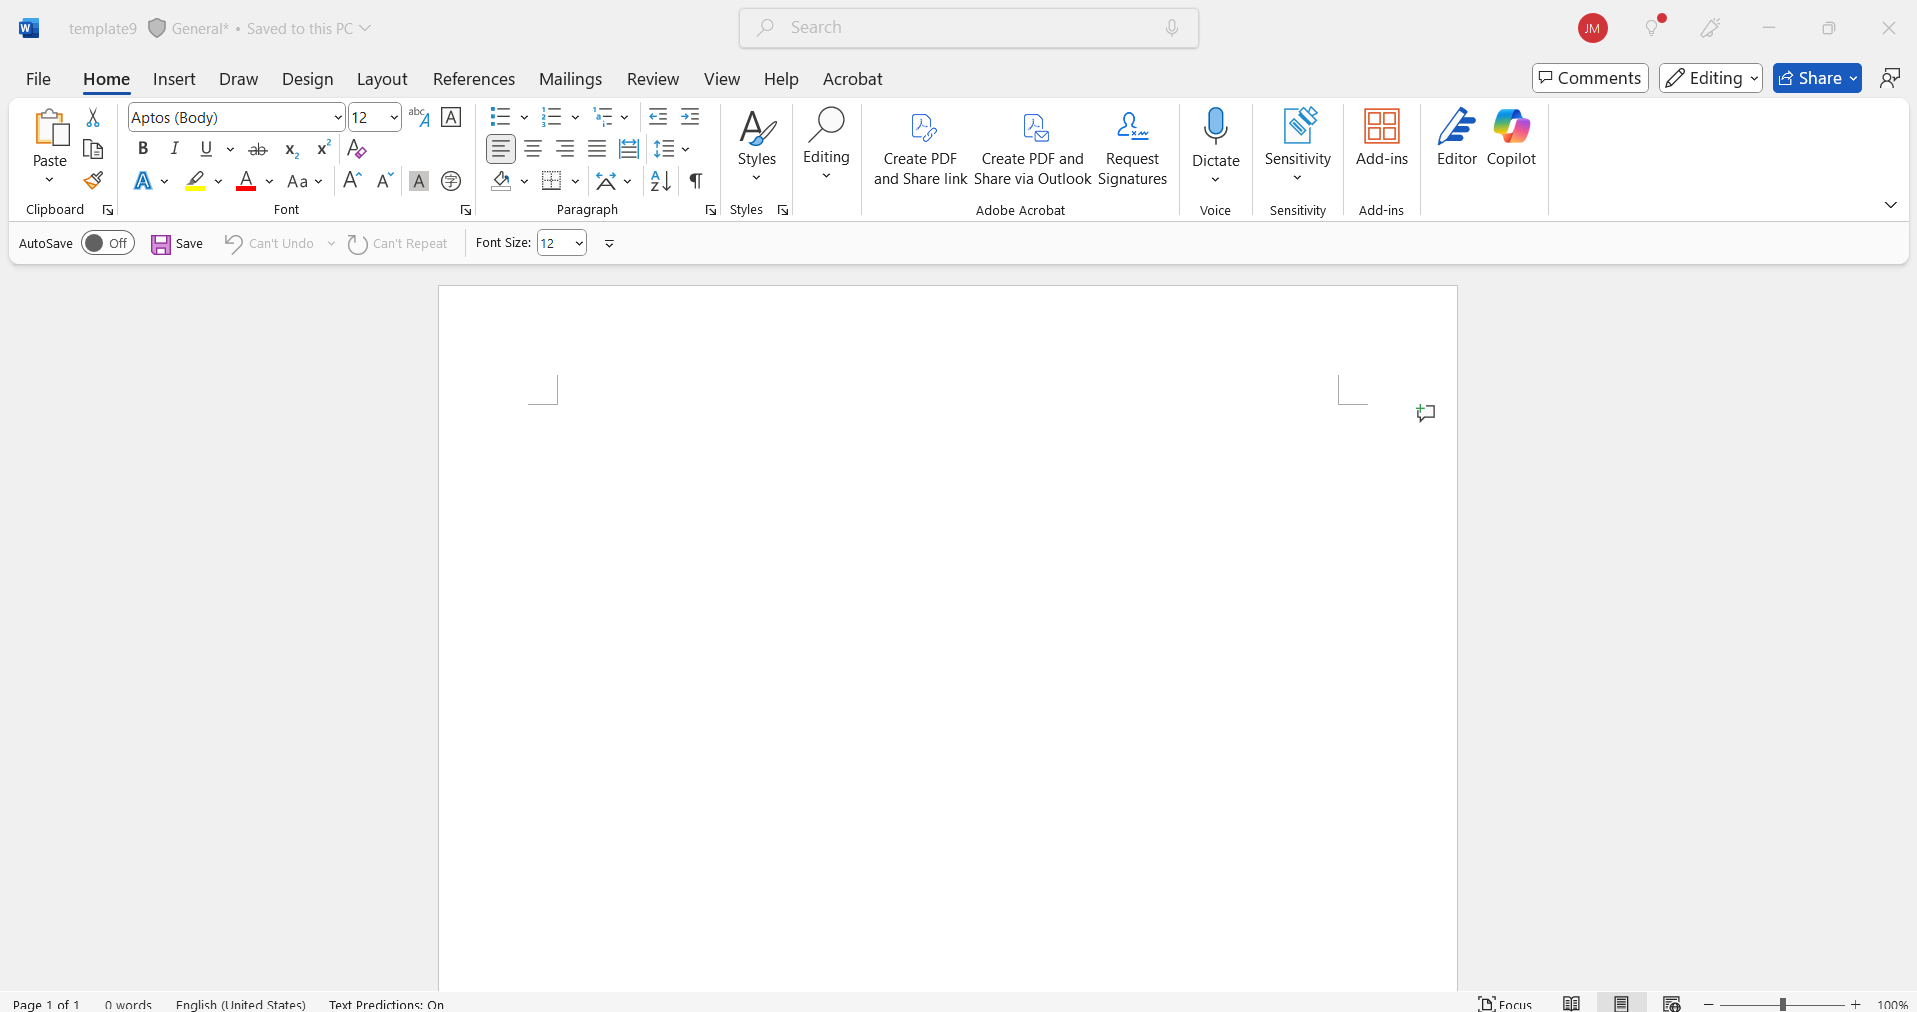 template9 General* • Saved to this PC
Search
JM
File Home Insert Draw Design Layout References Mailings Review View Help Acrobat
Comments Editing Share
Aptos (Body) 12
Paste
Clipboard
Font
Paragraph
Styles
Styles
Editing
Create PDF
and Share link
Create PDF and
Share via Outlook
Request
Signatures
Adobe Acrobat
Dictate
Voice
Sensitivity
Sensitivity
Add-ins
Add-ins
Editor
Copilot
AutoSave Off Save Can't Undo Can't Repeat Font Size: 12
Page 1 of 1 0 words English (United States) Text Predictions: On Focus 100%